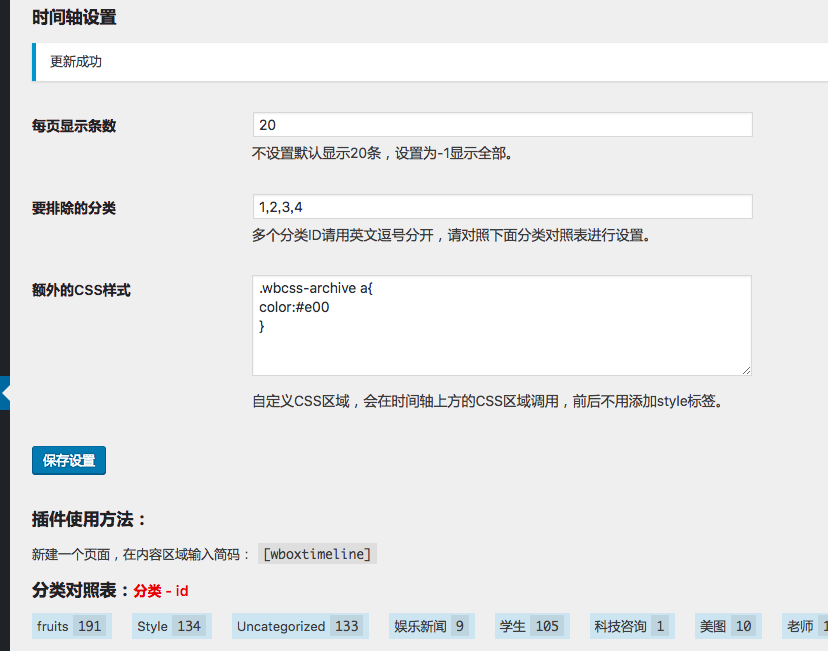 时间轴设置
更新成功
每页显示条数
20
不设置默认显示20条，设置为-1显示全部。
要排除的分类
1,2,3,4
多个分类ID请用英文逗号分开，请对照下面分类对照表进行设置。
额外的CSS样式
.wbcss-archive a{
color:#e00
}
自定义CSS区域，会在时间轴上方的CSS区域调用，前后不用添加style标签。
保存设置
插件使用方法：
新建一个页面，在内容区域输入简码： [wboxtimeline]
分类对照表：分类 - id
fruits 191 Style 134 Uncategorized 133 娱乐新闻 9 学生 105 科技咨询 1 美图 10 老师